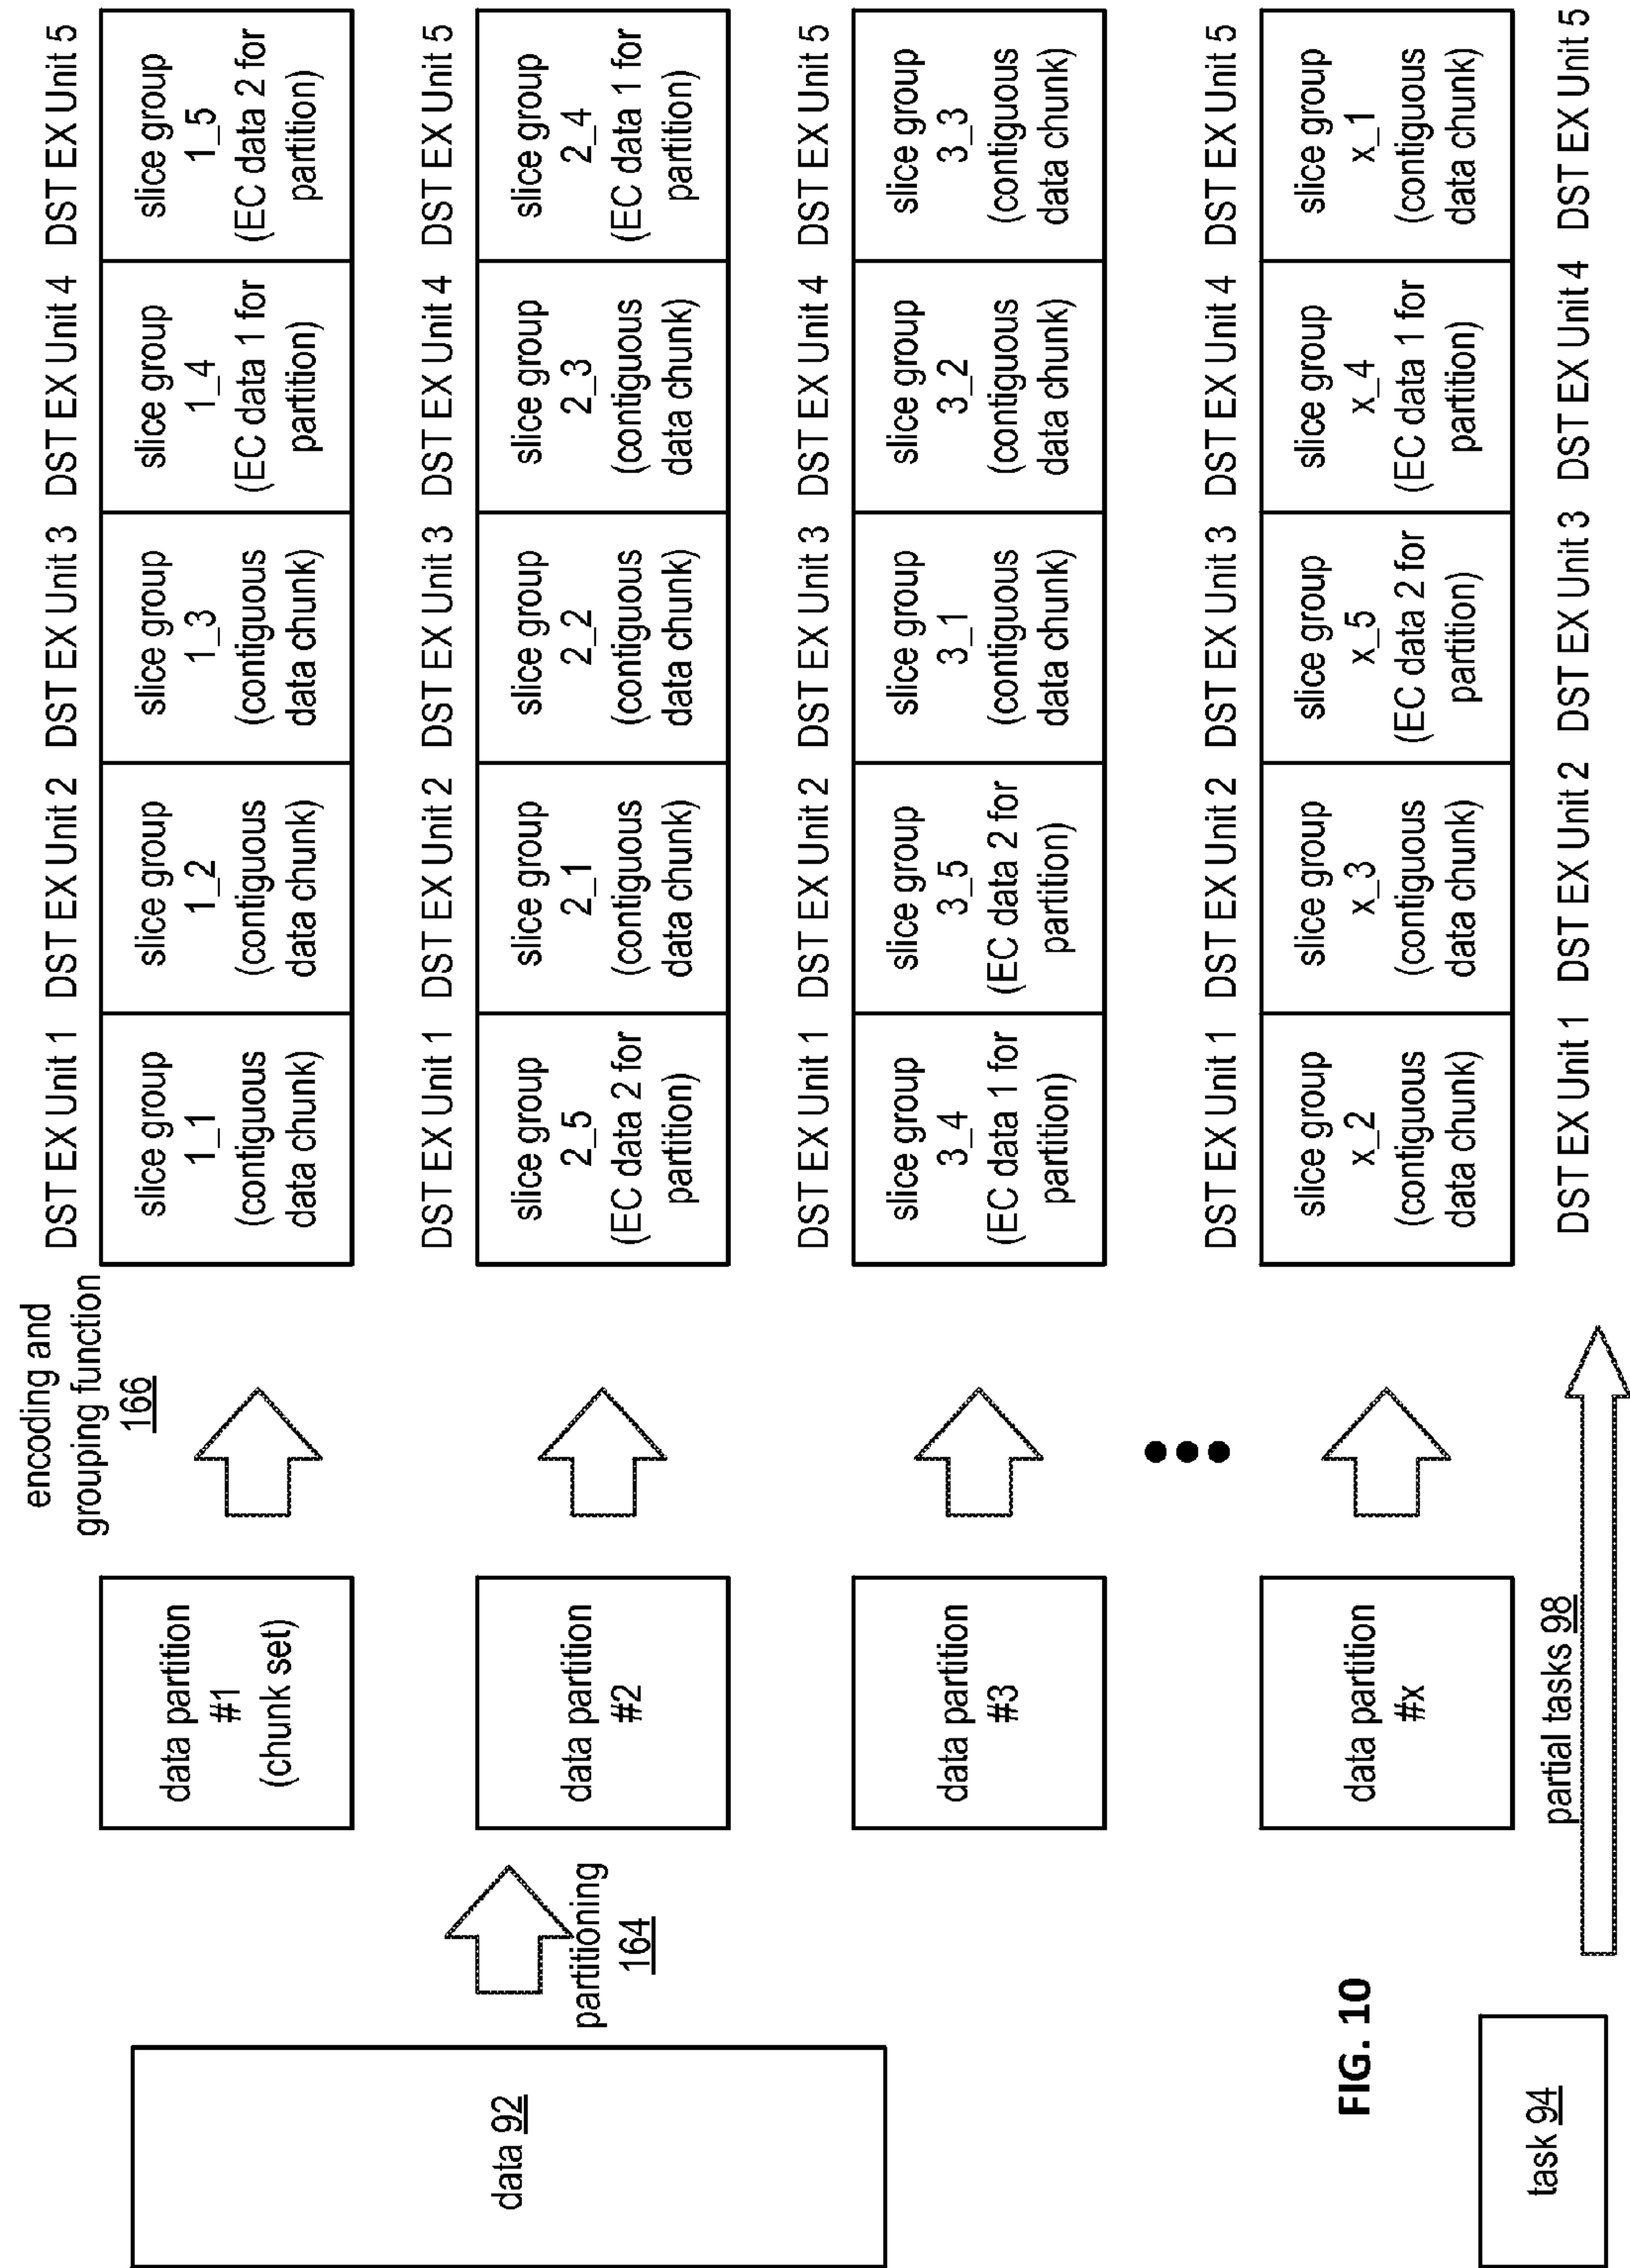 encoding and
grouping function
166
data 92
partitioning
164
data partition
#1
(chunk set)
DST EX Unit 1 DST EX Unit 2 DST EX Unit 3 DST EX Unit 4 DST EX Unit 5
slice group
1_1
(contiguous
data chunk)
slice group
1_2
(contiguous
data chunk)
slice group
1_3
(contiguous
data chunk)
slice group
1_4
(EC data 1 for
partition)
slice group
1_5
(EC data 2 for
partition)
data partition
#2
DST EX Unit 1 DST EX Unit 2 DST EX Unit 3 DST EX Unit 4 DST EX Unit 5
slice group
2_5
(EC data 2 for
partition)
slice group
2_1
(contiguous
data chunk)
slice group
2_2
(contiguous
data chunk)
slice group
2_3
(contiguous
data chunk)
slice group
2_4
(EC data 1 for
partition)
data partition
#3
DST EX Unit 1 DST EX Unit 2 DST EX Unit 3 DST EX Unit 4 DST EX Unit 5
slice group
3_4
(EC data 1 for
partition)
slice group
3_5
(EC data 2 for
partition)
slice group
3_1
(contiguous
data chunk)
slice group
3_2
(contiguous
data chunk)
slice group
3_3
(contiguous
data chunk)
data partition
#x
DST EX Unit 1 DST EX Unit 2 DST EX Unit 3 DST EX Unit 4 DST EX Unit 5
slice group
x_2
(contiguous
data chunk)
slice group
x_3
(contiguous
data chunk)
slice group
x_5
(EC data 2 for
partition)
slice group
x_4
(EC data 1 for
partition)
slice group
x_1
(contiguous
data chunk)
FIG. 10
task 94
partial tasks 98
DST EX Unit 1 DST EX Unit 2 DST EX Unit 3 DST EX Unit 4 DST EX Unit 5